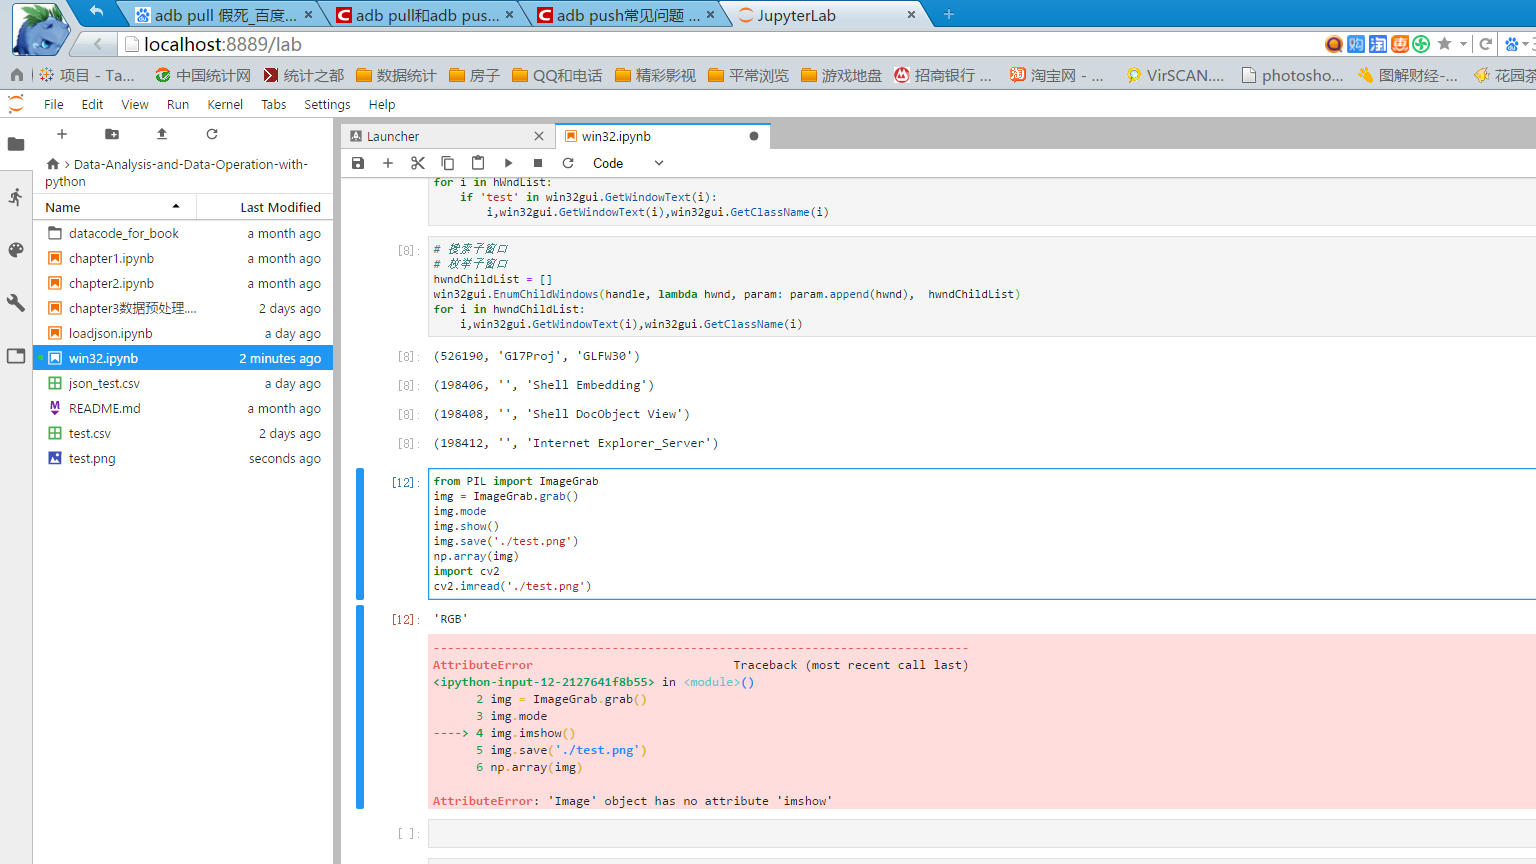 adb pull 假死_百度...
adb pull和adb pus...
adb push常见问题 ...
JupyterLab
localhost:8889/lab
购
淘
惠
项目 - Ta...
中国统计网
统计之都
数据统计
房子
QQ和电话
精彩影视
平常浏览
游戏地盘
招商银行 ...
淘宝网 - ...
VirSCAN....
photosho...
图解财经-...
花园茶
File Edit View Run Kernel Tabs Settings Help
Launcher
win32.ipynb
Code
> Data-Analysis-and-Data-Operation-with-
python
Name Last Modified
datacode_for_book a month ago
chapter1.ipynb a month ago
chapter2.ipynb a month ago
chapter3数据预处理.... 2 days ago
loadjson.ipynb a day ago
win32.ipynb 2 minutes ago
json_test.csv a day ago
README.md a month ago
test.csv 2 days ago
test.png seconds ago
for i in hWndList:
if 'test' in win32gui.GetWindowText(i):
i,win32gui.GetWindowText(i),win32gui.GetClassName(i)
[8]:
# 搜索子窗口
# 枚举子窗口
hwndChildList = []
win32gui.EnumChildWindows(handle, lambda hwnd, param: param.append(hwnd),  hwndChildList)
for i in hwndChildList:
i,win32gui.GetWindowText(i),win32gui.GetClassName(i)
[8]: (526190, 'G17Proj', 'GLFW30')
[8]: (198406, '', 'Shell Embedding')
[8]: (198408, '', 'Shell DocObject View')
[8]: (198412, '', 'Internet Explorer_Server')
[12]: from PIL import ImageGrab
img = ImageGrab.grab()
img.mode
img.show()
img.save('./test.png')
np.array(img)
import cv2
cv2.imread('./test.png')
[12]: 'RGB'
---------------------------------------------------------------------------
AttributeError Traceback (most recent call last)
<ipython-input-12-2127641f8b55> in <module>()
2 img = ImageGrab.grab()
3 img.mode
----> 4 img.imshow()
5 img.save('./test.png')
6 np.array(img)
AttributeError: 'Image' object has no attribute 'imshow'
[ ]: